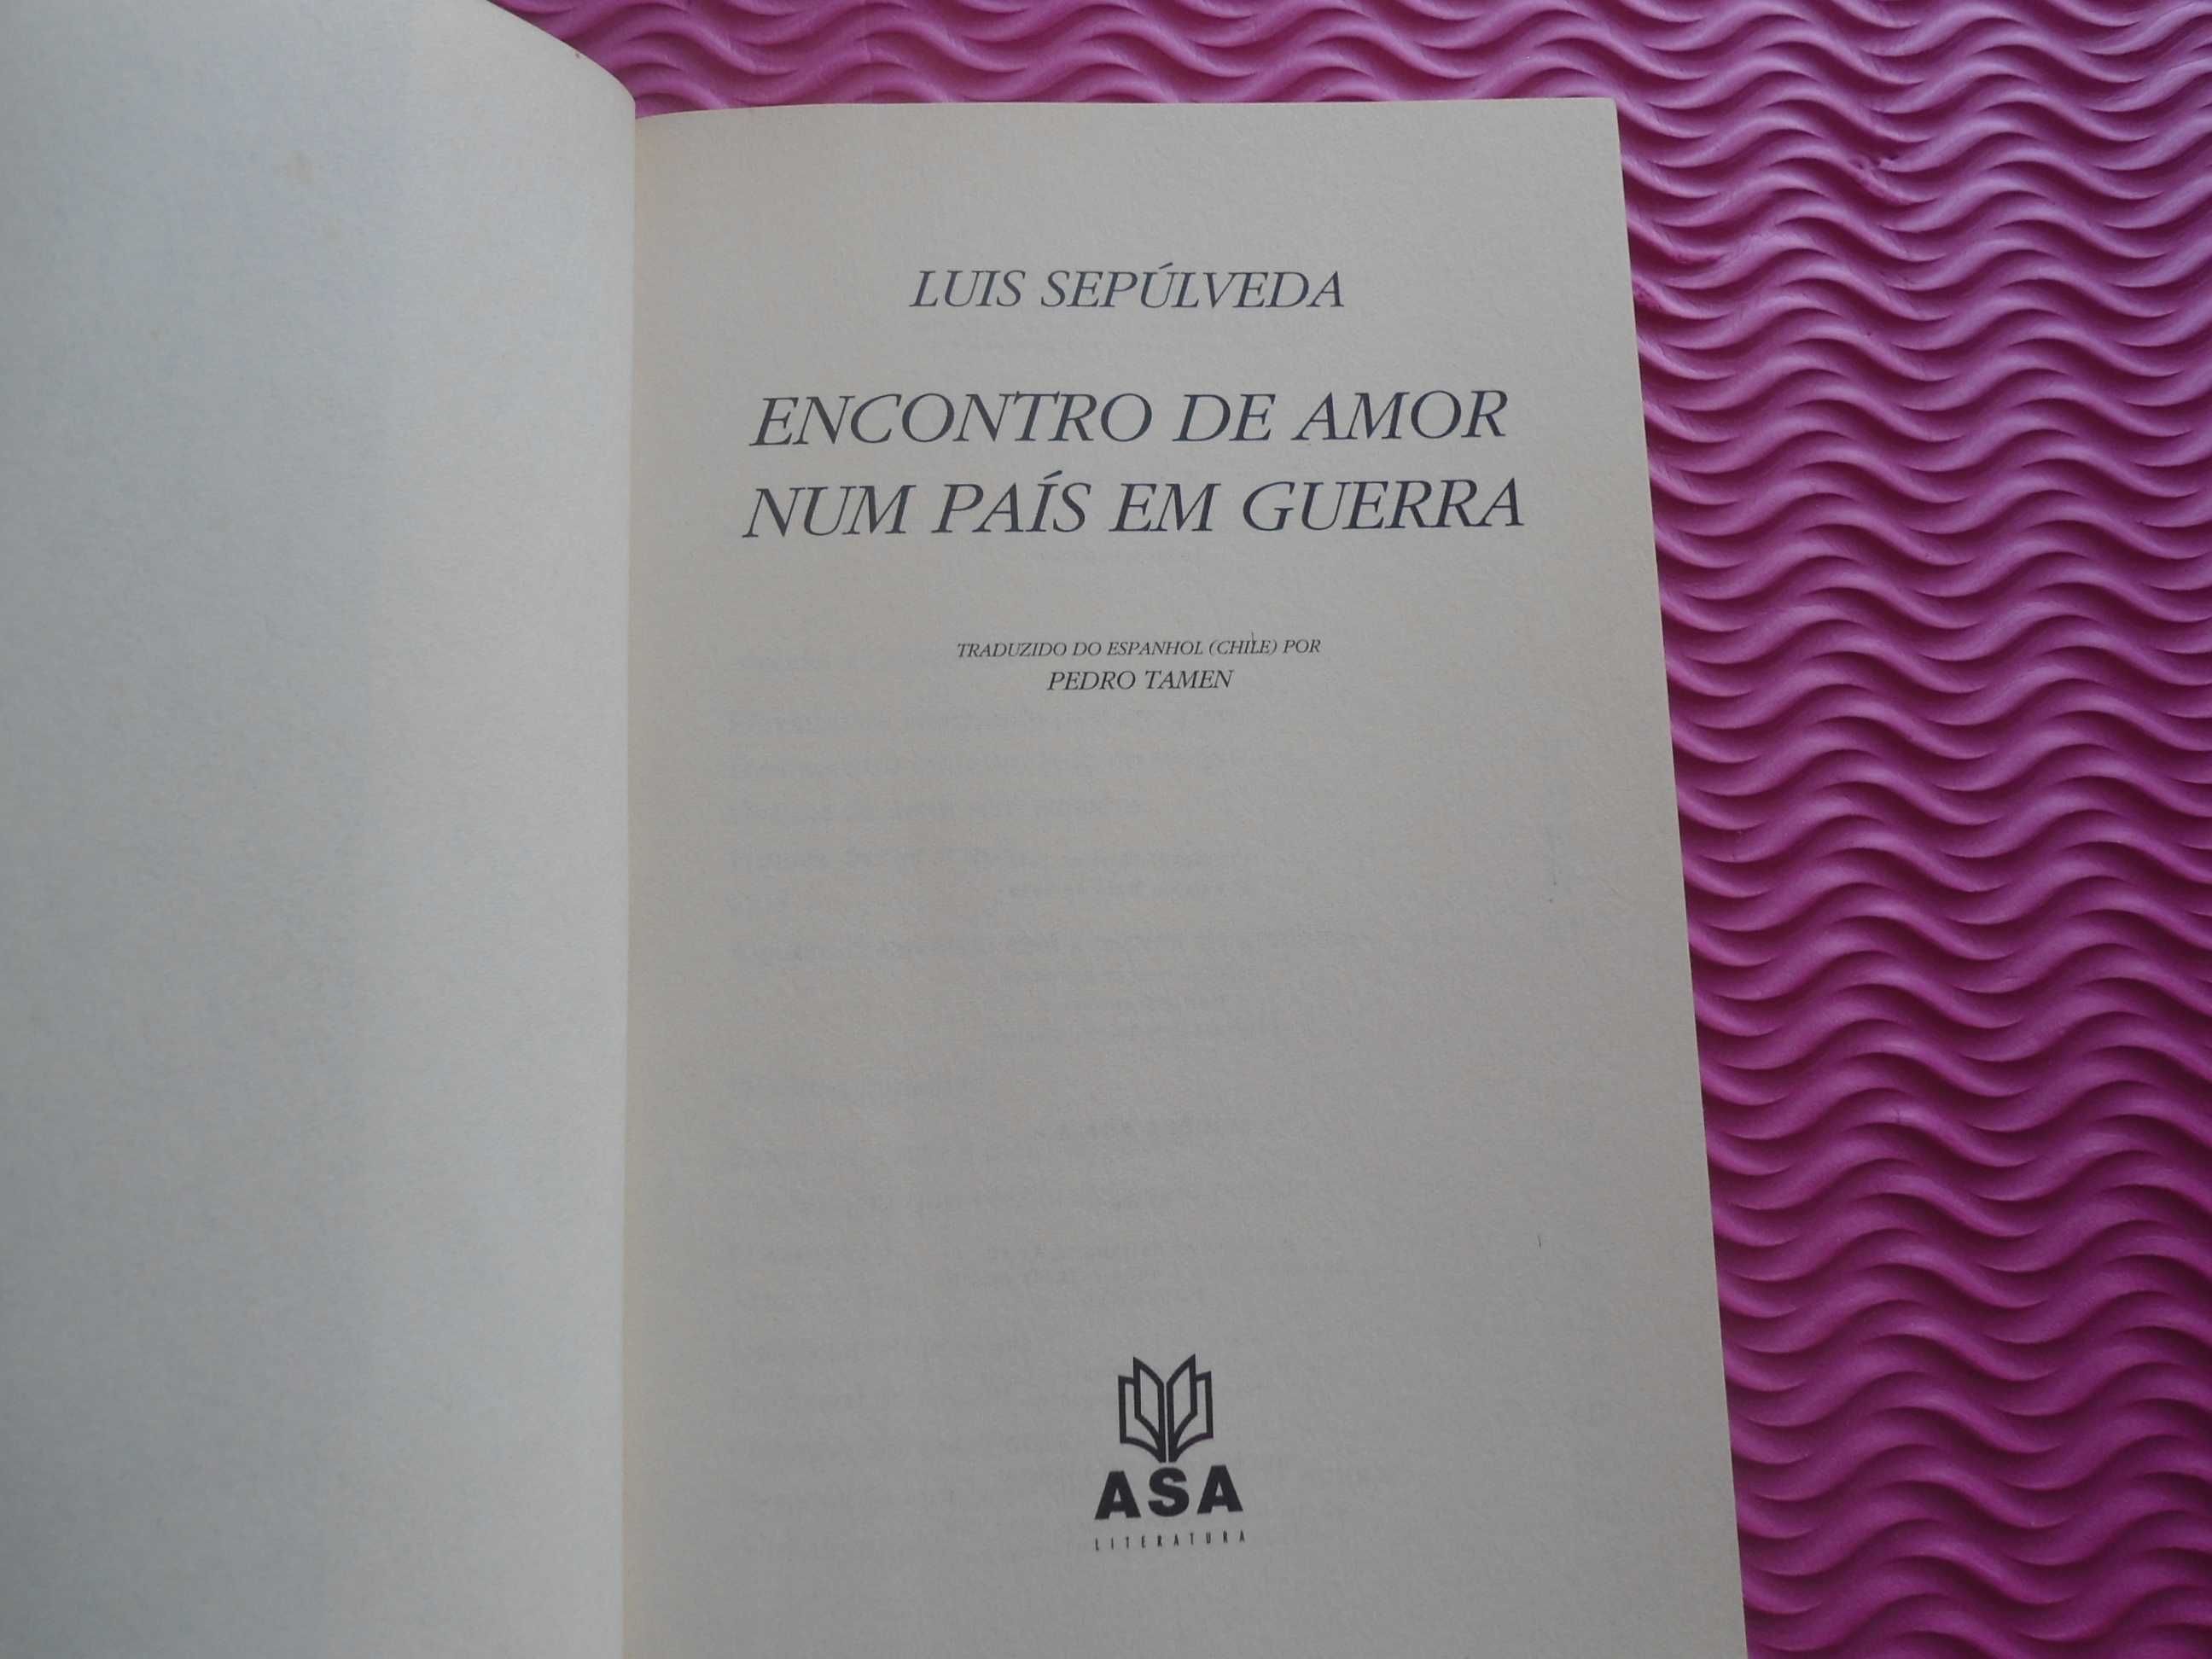 LUIS SEPÚLVEDA
ENCONTRO DE AMOR
NUM PAÍS EM GUERRA
TRADUZIDO DO ESPANHOL (CHILE) POR
PEDRO TAMEN
ASA
LITERATURA